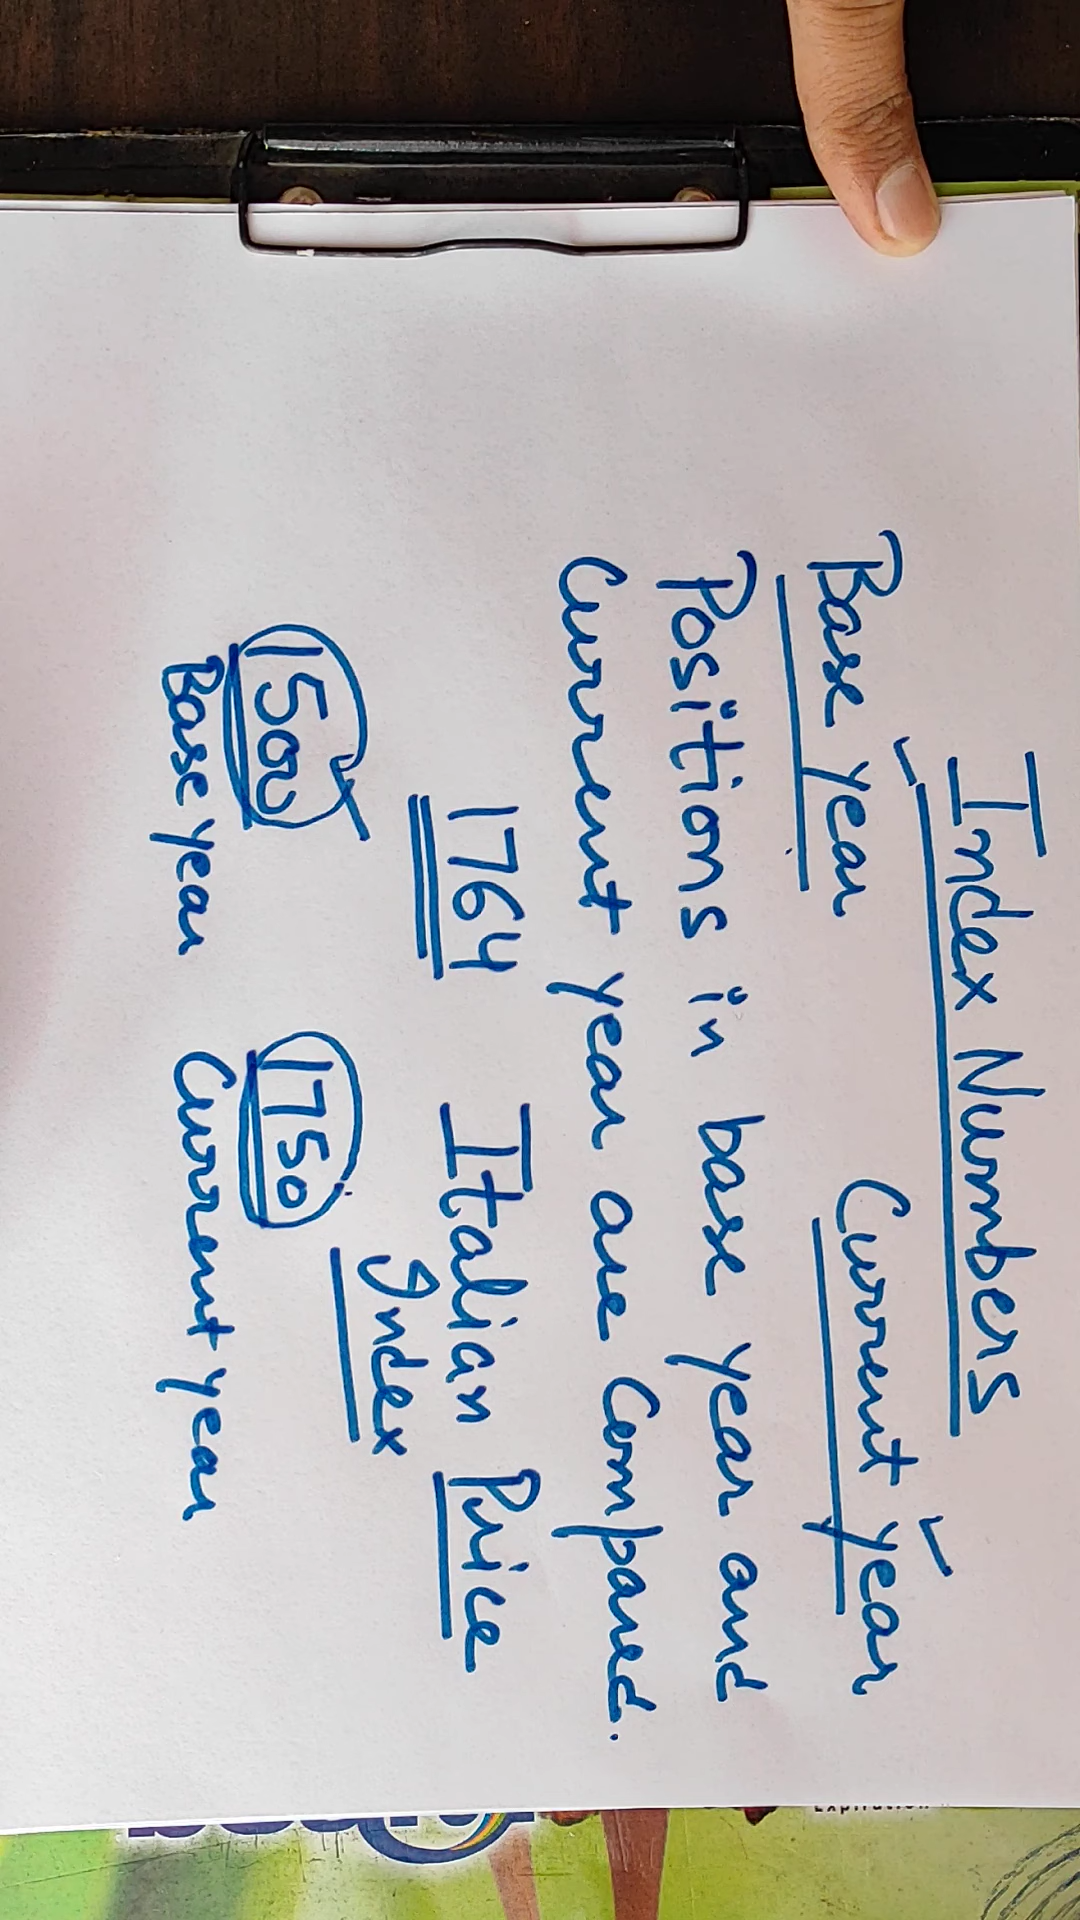 Index Numbers
Base year Current year
Positions in base year and
Current year are Compared.
1764 Italian Price
Index
1500 1750
Base year Current year